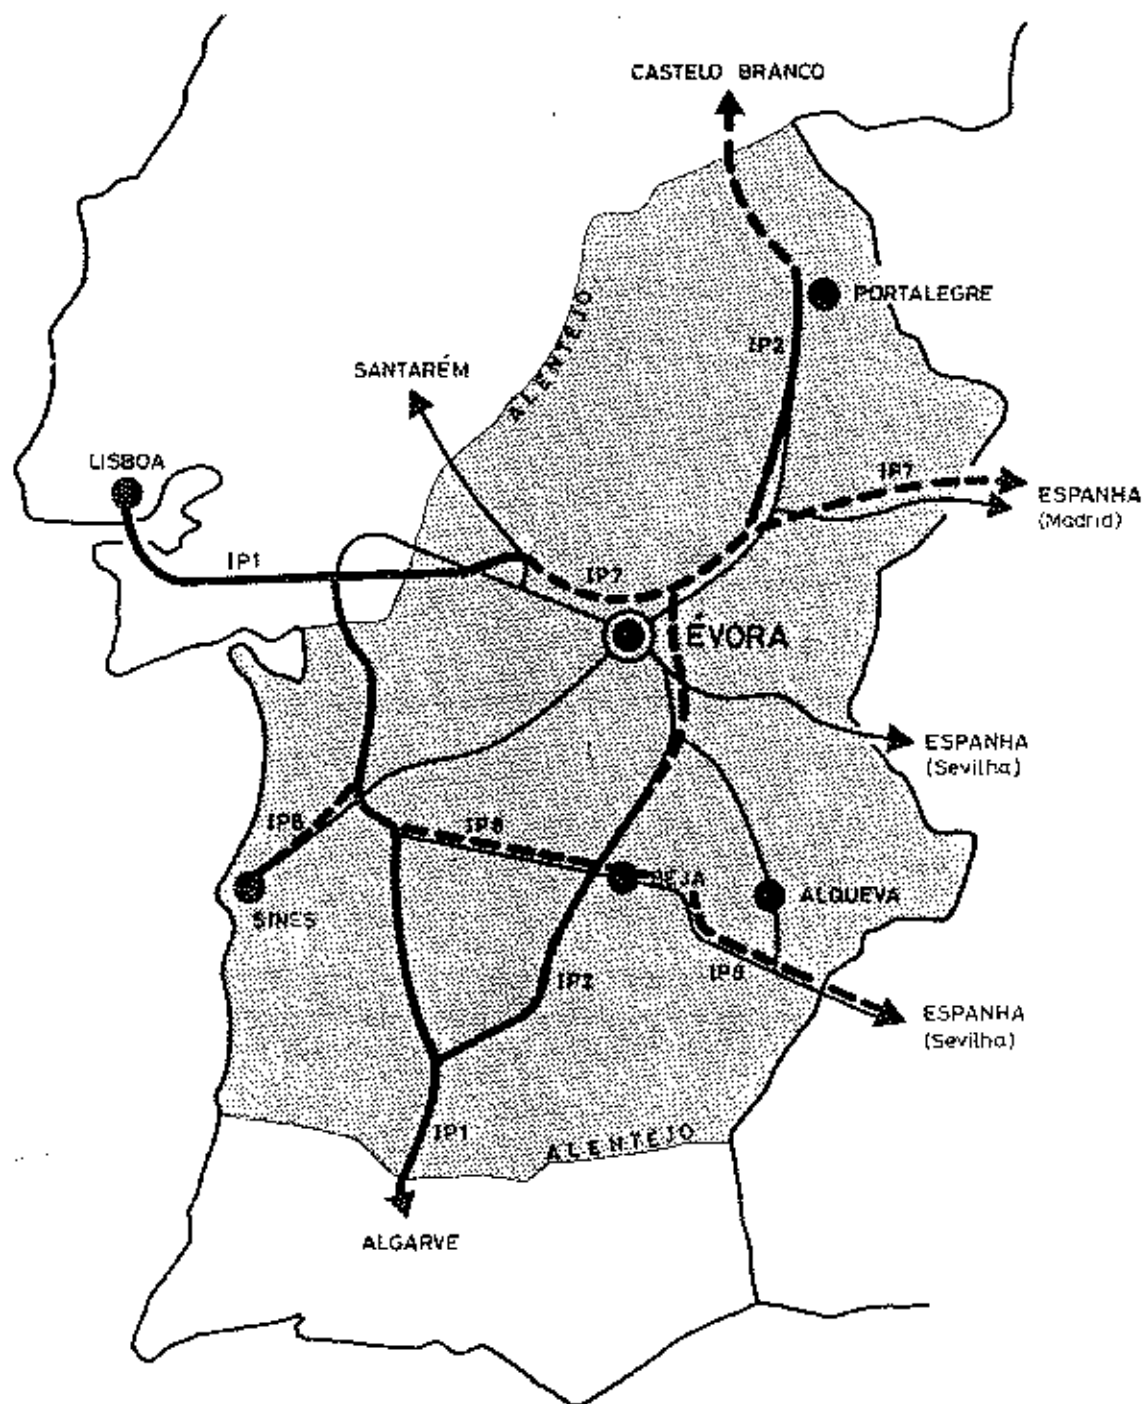 CASTELO BRANCO
PORTALEGRE
IP2
ALENTEJO
SANTARÉM
LISBOA
IP7
ESPANHA
(Madrid)
IP1
IP7
ÉVORA
ESPANHA
(Sevilha)
IP8
IP8
BEJA
ALQUEVA
SINES
IP8
IP2
ESPANHA
(Sevilha)
IP1
ALENTEJO
ALGARVE